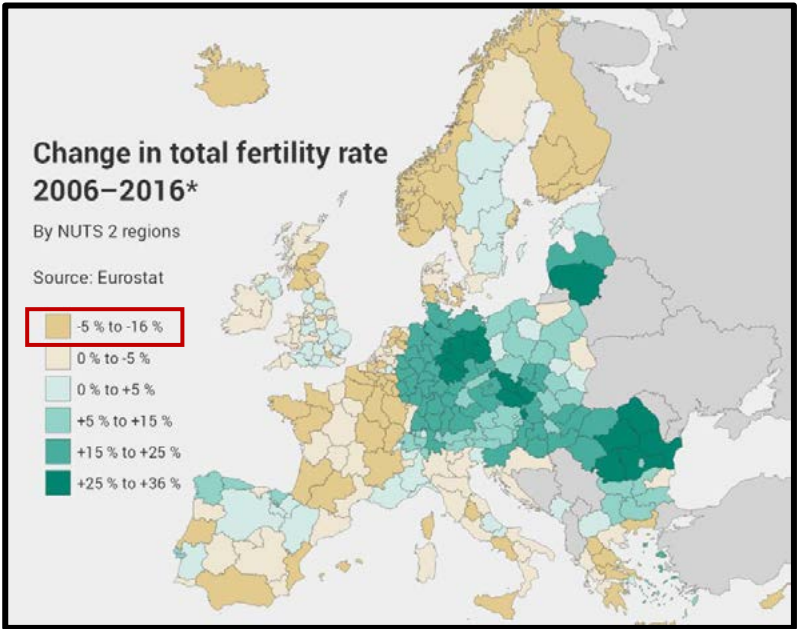 Change in total fertility rate
2006–2016*
By NUTS 2 regions
Source: Eurostat
-5 % to -16 %
0 % to -5 %
0 % to +5 %
+5 % to +15 %
+15 % to +25 %
+25 % to +36 %